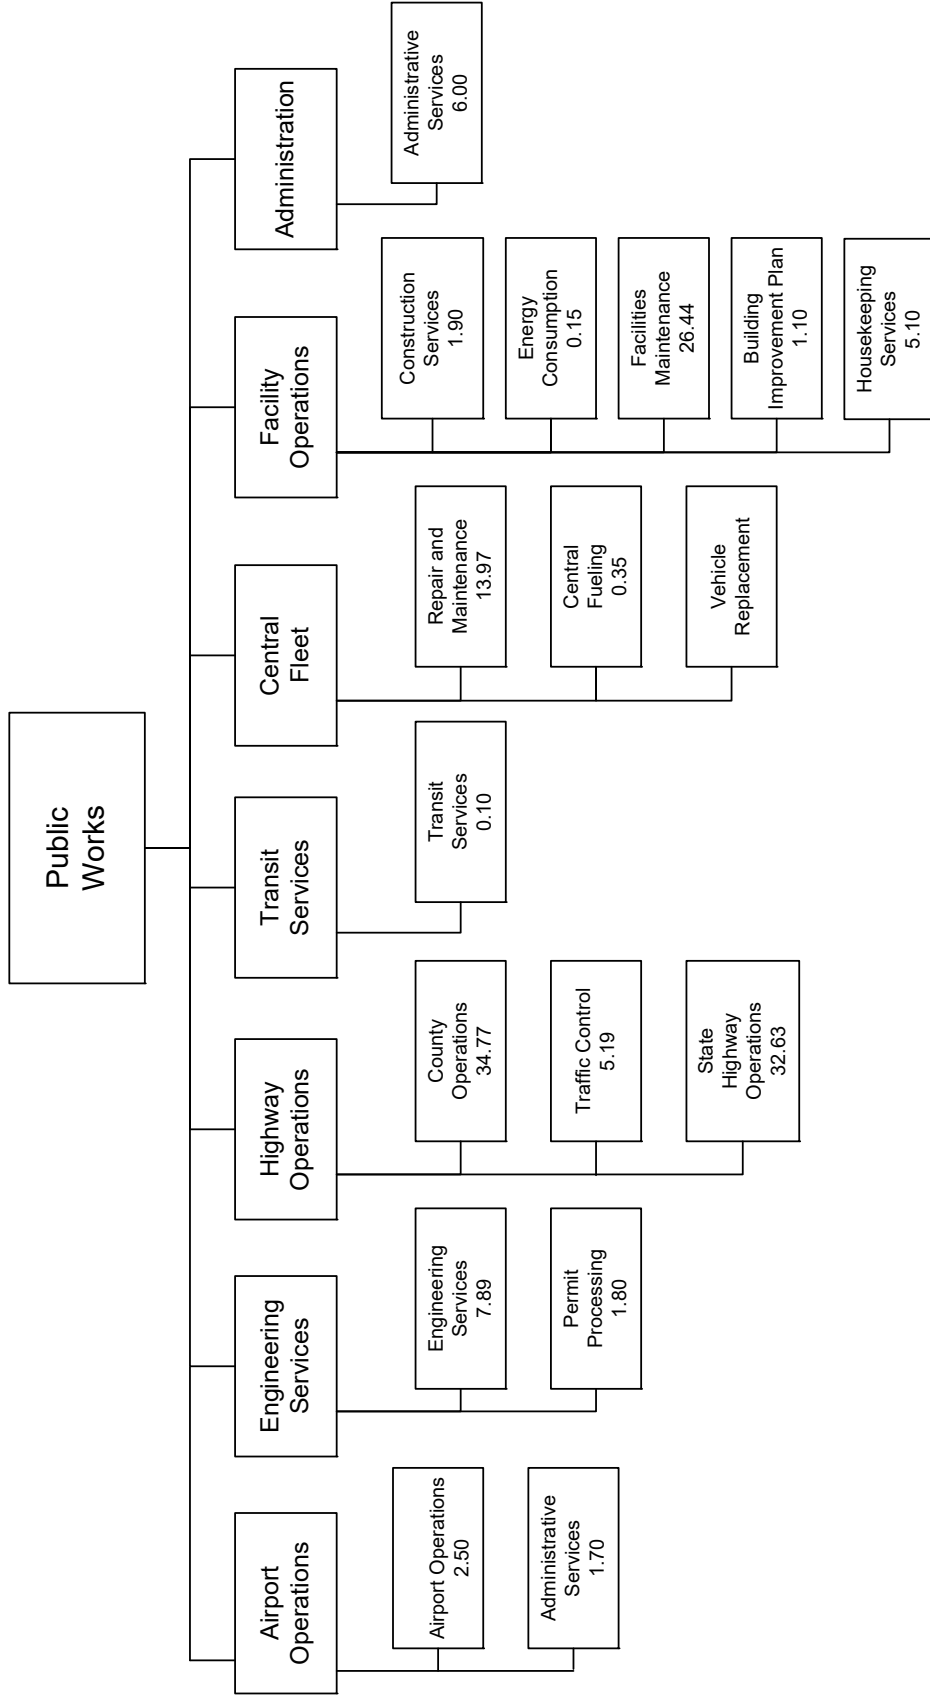 Public
Works
Airport
Operations
Engineering
Services
Highway
Operations
Transit
Services
Central
Fleet
Facility
Operations
Administration
Airport Operations
2.50
Administrative
Services
1.70
Engineering
Services
7.89
Permit
Processing
1.80
County
Operations
34.77
Traffic Control
5.19
State
Highway
Operations
32.63
Transit
Services
0.10
Repair and
Maintenance
13.97
Central
Fueling
0.35
Vehicle
Replacement
Construction
Services
1.90
Energy
Consumption
0.15
Facilities
Maintenance
26.44
Building
Improvement Plan
1.10
Housekeeping
Services
5.10
Administrative
Services
6.00